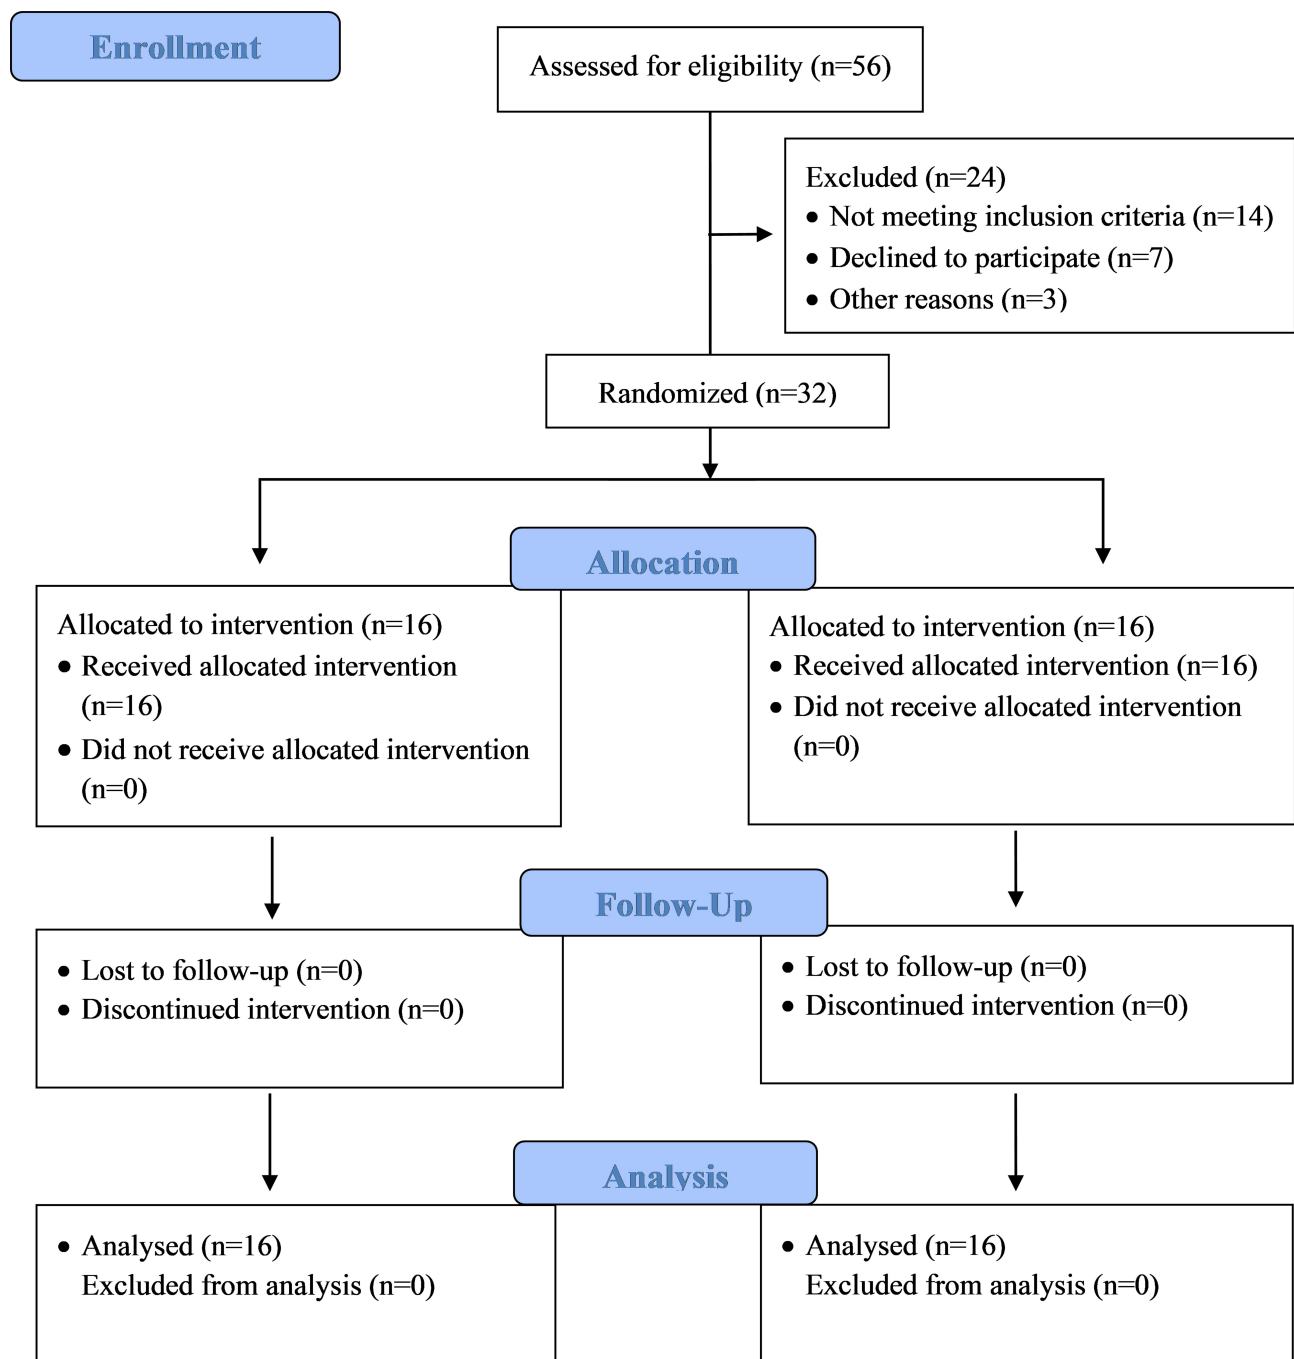 Enrollment
Assessed for eligibility (n=56)
Excluded (n=24)
• Not meeting inclusion criteria (n=14)
• Declined to participate (n=7)
• Other reasons (n=3)
Randomized (n=32)
Allocation
Allocated to intervention (n=16)
• Received allocated intervention
(n=16)
• Did not receive allocated intervention
(n=0)
Allocated to intervention (n=16)
• Received allocated intervention (n=16)
• Did not receive allocated intervention
(n=0)
Follow-Up
• Lost to follow-up (n=0)
• Discontinued intervention (n=0)
• Lost to follow-up (n=0)
• Discontinued intervention (n=0)
Analysis
• Analysed (n=16)
Excluded from analysis (n=0)
• Analysed (n=16)
Excluded from analysis (n=0)